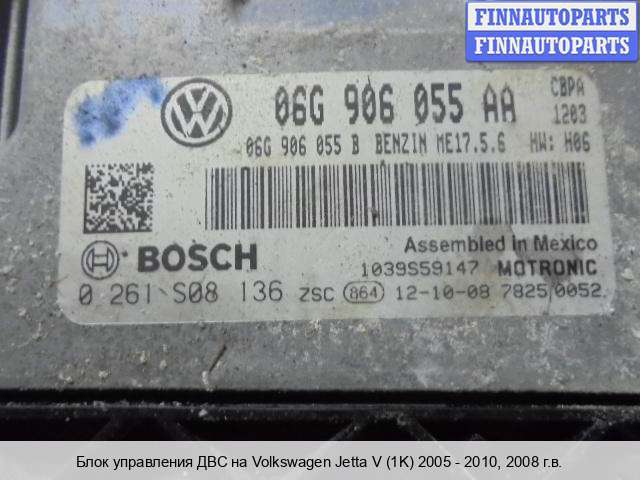 FINNAUTOPARTS
FINNAUTOPARTS
06G 906 055 AA CBPA
1203
06G 906 055 B BENZIN ME17.5.6 HW: H06
BOSCH
Assembled in Mexico
1039S59147 MOTRONIC
0 261 S08 136 ZSC 864 12-10-08 7825 0052
Блок управления ДВС на Volkswagen Jetta V (1K) 2005 - 2010, 2008 г.в.